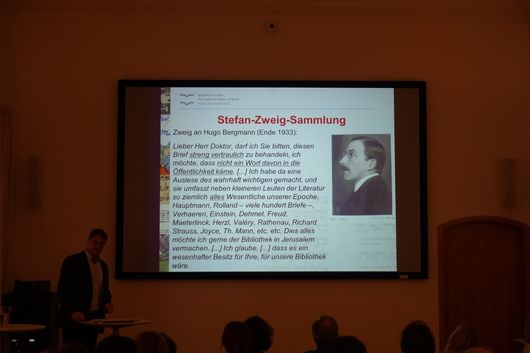 Stefan-Zweig-Sammlung
Zweig an Hugo Bergmann (Ende 1933):
Lieber Herr Doktor, darf ich Sie bitten, diesen
Brief streng vertraulich zu behandeln, ich
möchte, dass nicht ein Wort davon in die
Öffentlichkeit käme. [...] Ich habe da eine
Auslese des wahrhaft wichtigen gemacht, und
sie umfasst neben kleineren Leuten der Literatur
so ziemlich alles Wesentliche unserer Epoche,
Hauptmann, Rolland – viele hundert Briefe –,
Verhaeren, Einstein, Dehmel, Freud,
Maeterlinck, Herzl, Valéry, Rathenau, Richard
Strauss, Joyce, Th. Mann, etc. etc. Dies alles
möchte ich gerne der Bibliothek in Jerusalem
vermachen. [...] Ich glaube, [...] dass es ein
wesenhafter Besitz für Ihre, für unsere Bibliothek
wäre.